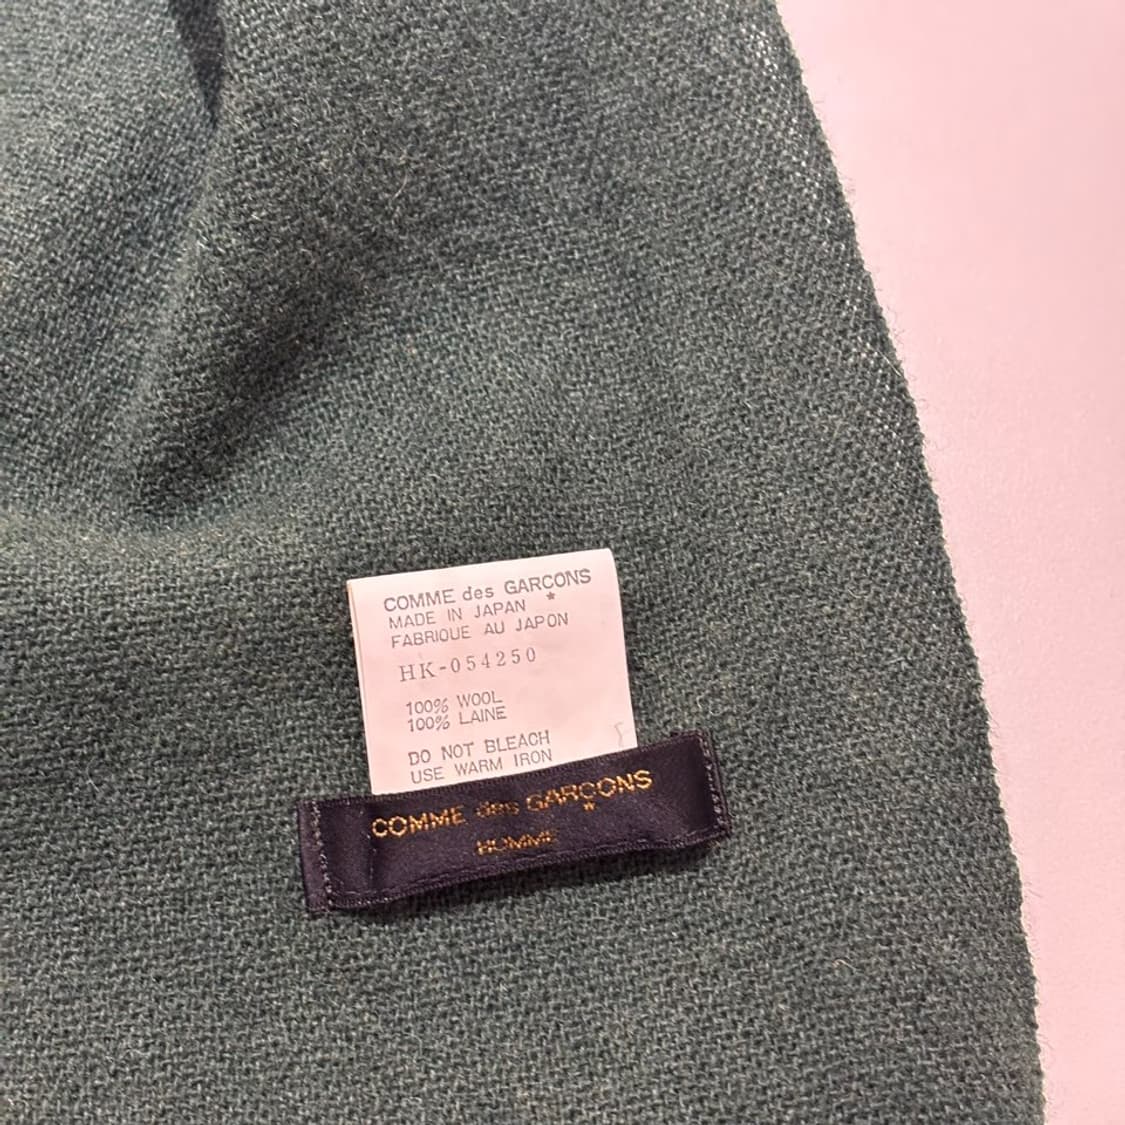 COMME des GARCONS
*
MADE IN JAPAN
FABRIQUE AU JAPON
HK-054250
100% WOOL
100% LAINE
DO NOT BLEACH
USE WARM IRON
COMME des GARCONS
*
HOMME